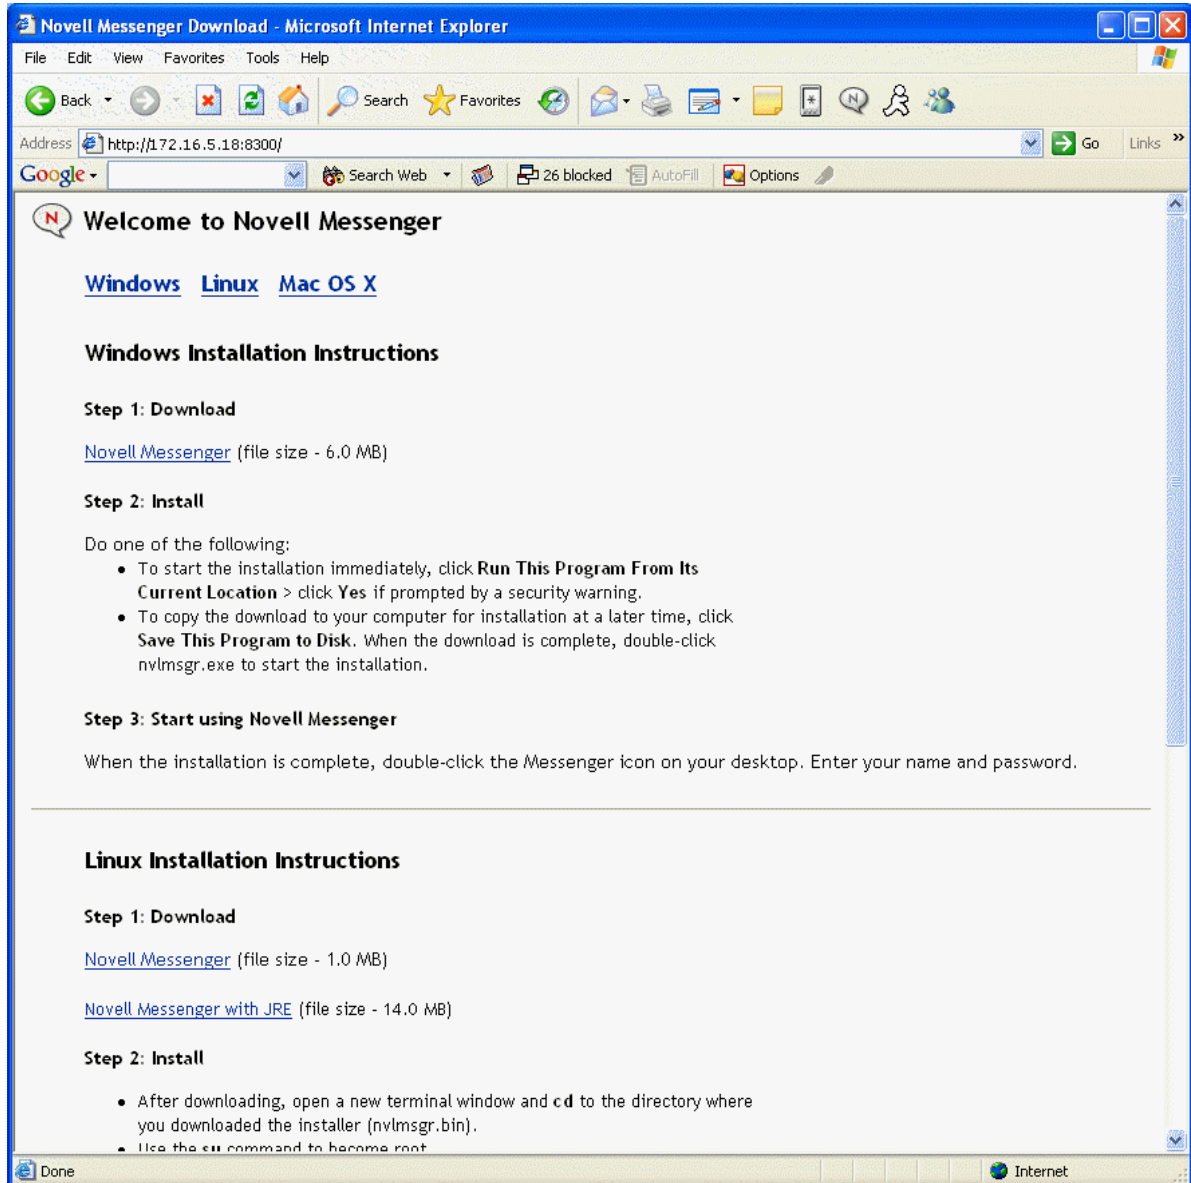 Novell Messenger Download - Microsoft Internet Explorer
File Edit View Favorites Tools Help
Back Search Favorites
Address http://172.16.5.18:8300/ Go Links »
Google Search Web 26 blocked AutoFill Options
N Welcome to Novell Messenger
Windows Linux Mac OS X
Windows Installation Instructions
Step 1: Download
Novell Messenger (file size - 6.0 MB)
Step 2: Install
Do one of the following:
• To start the installation immediately, click Run This Program From Its
Current Location > click Yes if prompted by a security warning.
• To copy the download to your computer for installation at a later time, click
Save This Program to Disk. When the download is complete, double-click
nvlmsgr.exe to start the installation.
Step 3: Start using Novell Messenger
When the installation is complete, double-click the Messenger icon on your desktop. Enter your name and password.
Linux Installation Instructions
Step 1: Download
Novell Messenger (file size - 1.0 MB)
Novell Messenger with JRE (file size - 14.0 MB)
Step 2: Install
• After downloading, open a new terminal window and cd to the directory where
you downloaded the installer (nvlmsgr.bin).
• Use the su command to become root
Done Internet